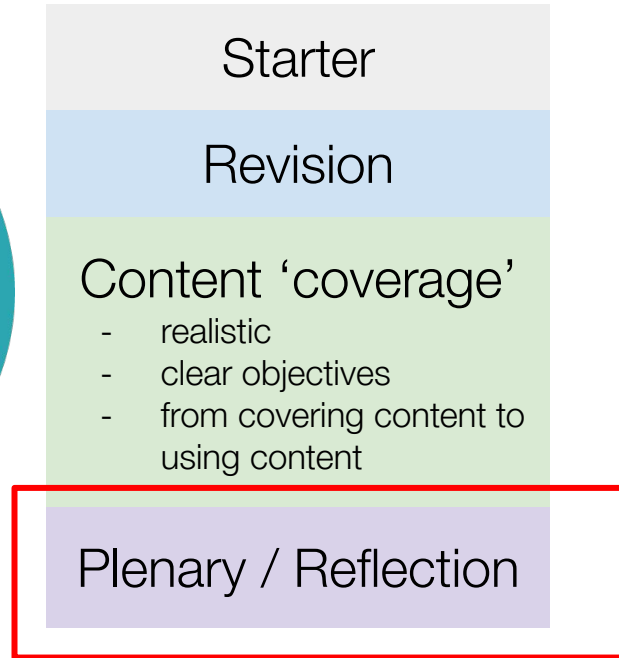 Starter
Revision
Content ‘coverage’
- realistic
- clear objectives
- from covering content to
using content
Plenary / Reflection